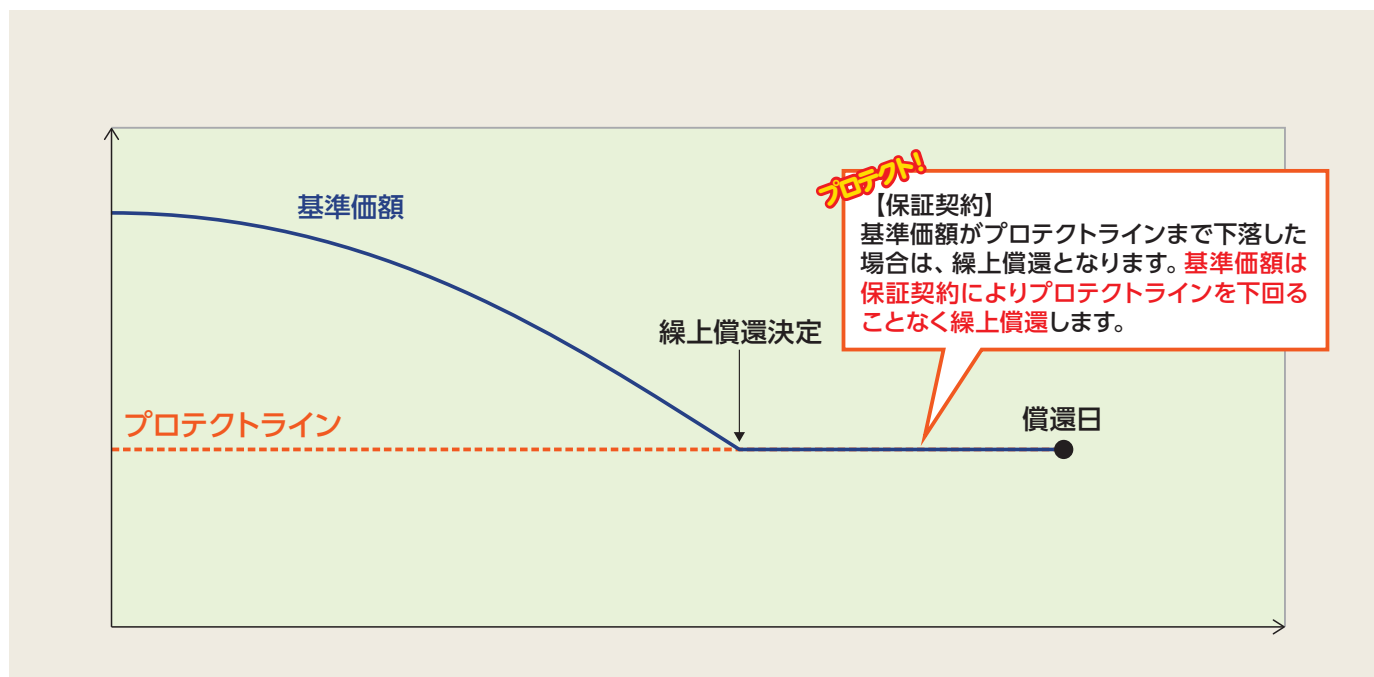 プロテクト!
【保証契約】
基準価額がプロテクトラインまで下落した
場合は、繰上償還となります。基準価額は
保証契約によりプロテクトラインを下回る
ことなく繰上償還します。
基準価額
繰上償還決定
プロテクトライン
償還日